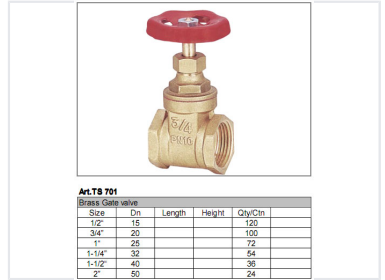 3/4
PN16
Art.TS 701
Brass Gate valve
Size Dn Length Height Qty/Ctn
1/2" 15 120
3/4" 20 100
1" 25 72
1-1/4" 32 54
1-1/2" 40 36
2" 50 24